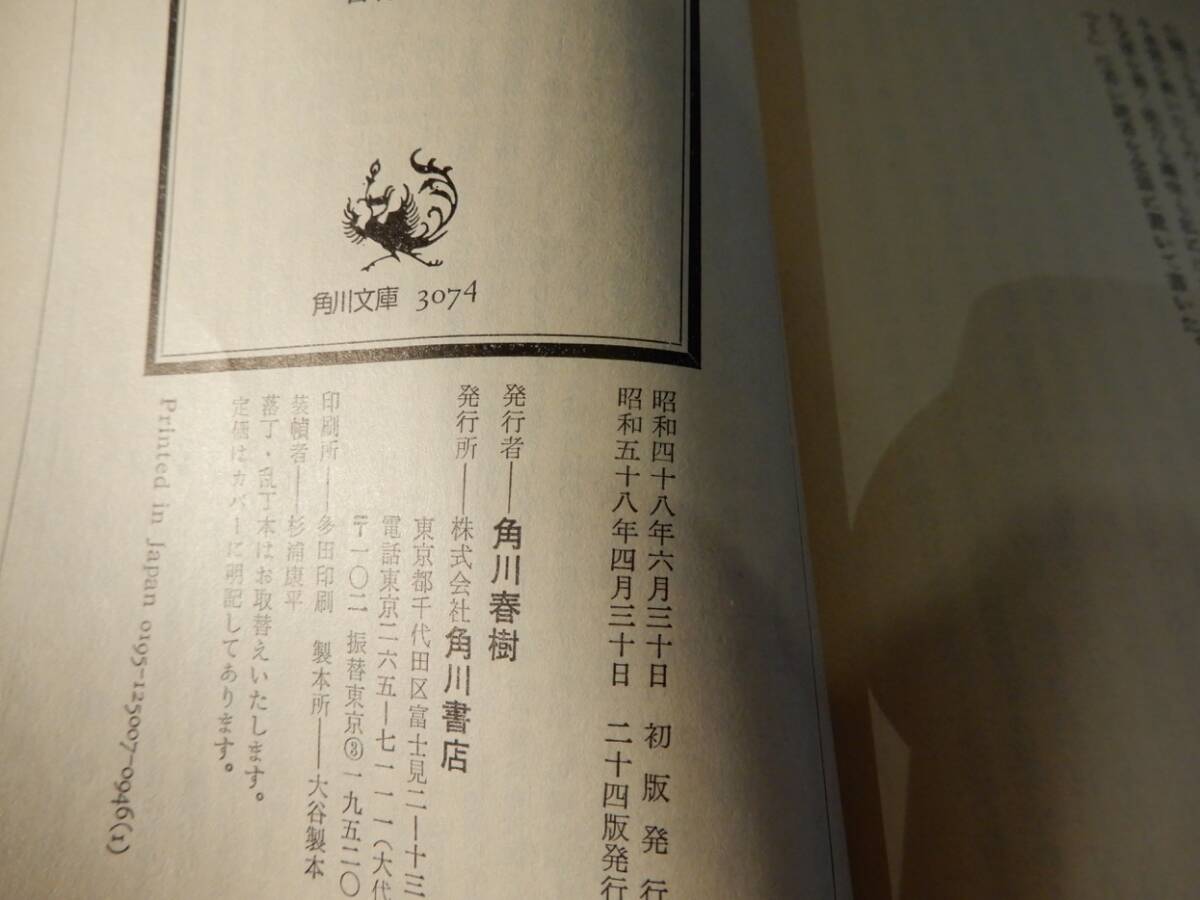 角川文庫 3074
昭和四十八年六月三十日 初版発行
昭和五十八年四月三十日 二十四版発行
発行者――角川春樹
発行所――株式会社角川書店
東京都千代田区富士見二―十三
電話東京二六五―七一一一(大代
〒一〇二 振替東京③一九五二〇
印刷所――多田印刷 製本所――大谷製本
装幀者――杉浦康平
落丁・乱丁本はお取替えいたします。
定価はカバーに明記してあります。
Printed in Japan 0195-125007-0946(1)